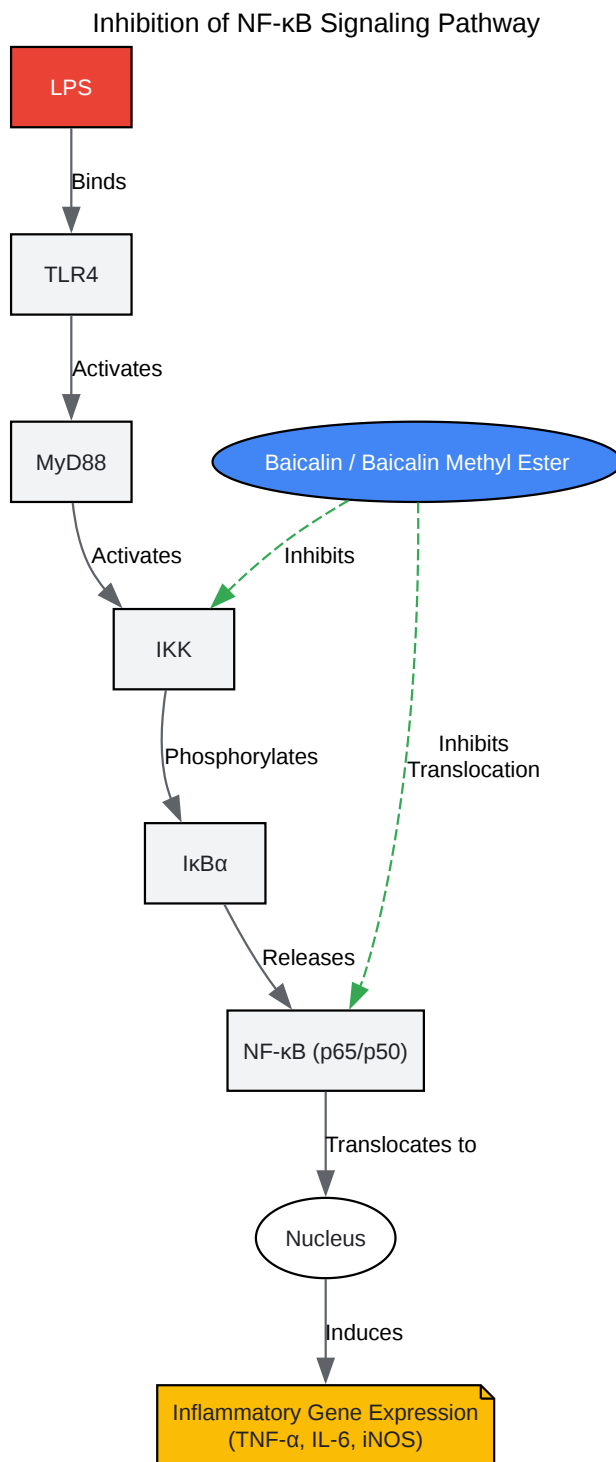 Inhibition of NF-κB Signaling Pathway
LPS
Binds
TLR4
Activates
MyD88
Baicalin / Baicalin Methyl Ester
Activates
Inhibits
IKK
Phosphorylates
Inhibits
Translocation
IκBα
Releases
NF-κB (p65/p50)
Translocates to
Nucleus
Induces
Inflammatory Gene Expression
(TNF-α, IL-6, iNOS)